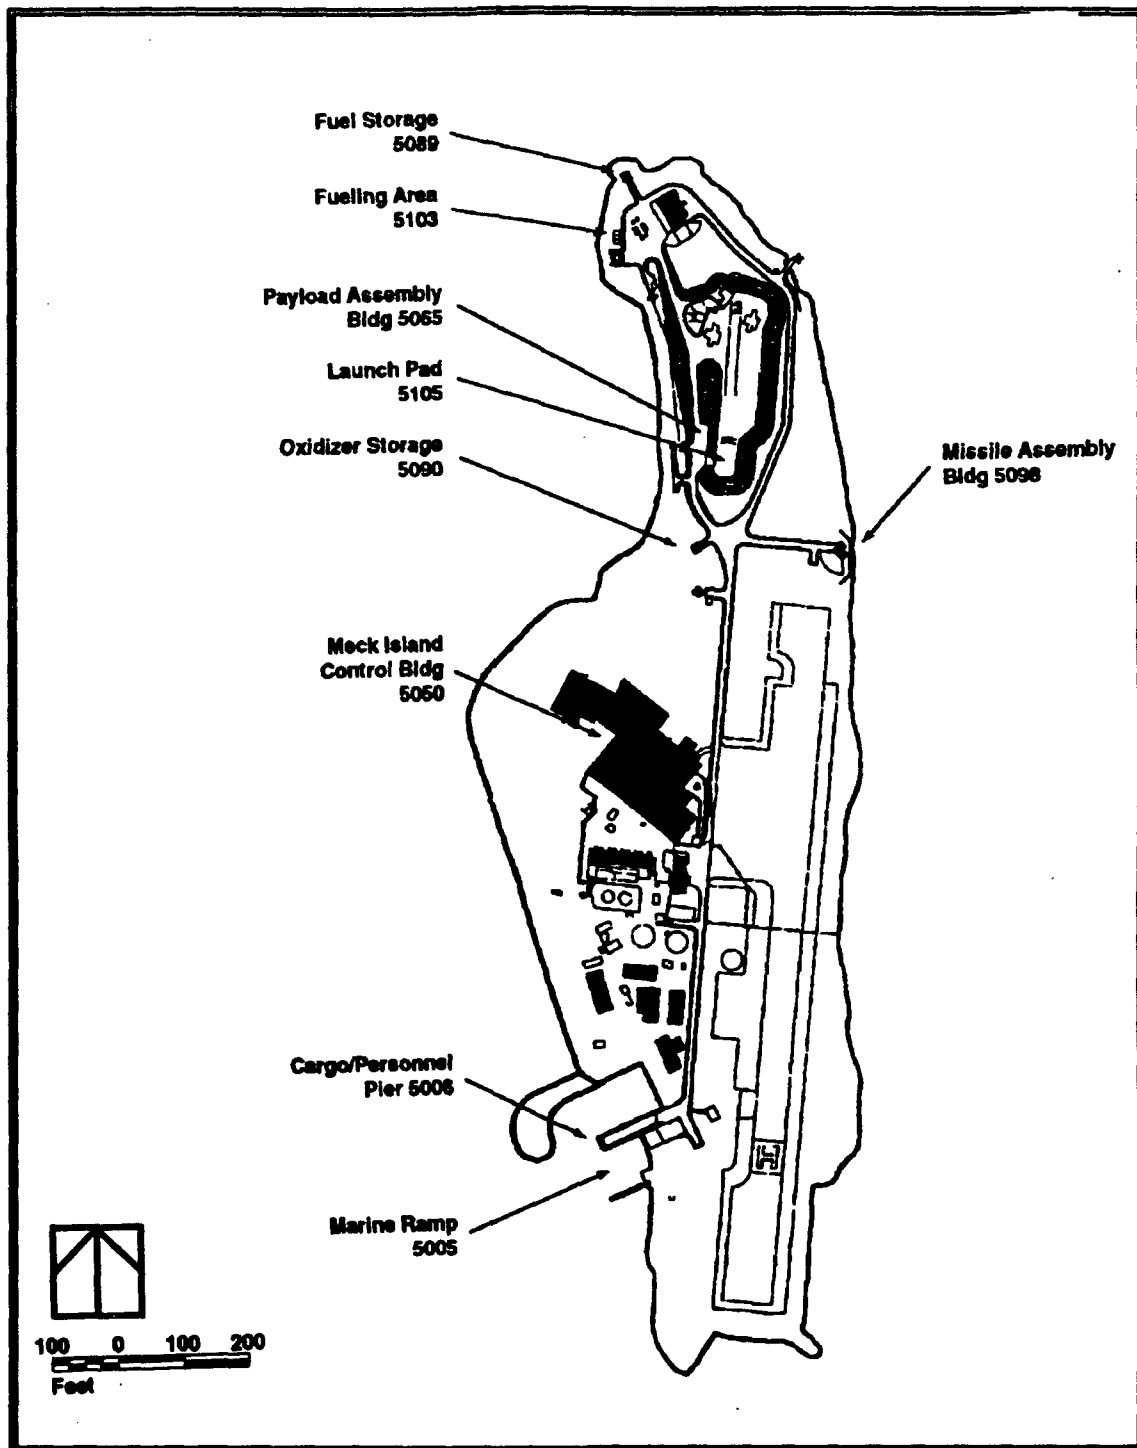 Fuel Storage
5089
Fueling Area
5103
Payload Assembly
Bldg 5065
Launch Pad
5105
Oxidizer Storage
5090
Missile Assembly
Bldg 5098
Meck Island
Control Bldg
5050
Cargo/Personnel
Pier 5006
Marine Ramp
5005
100 0 100 200
Feet